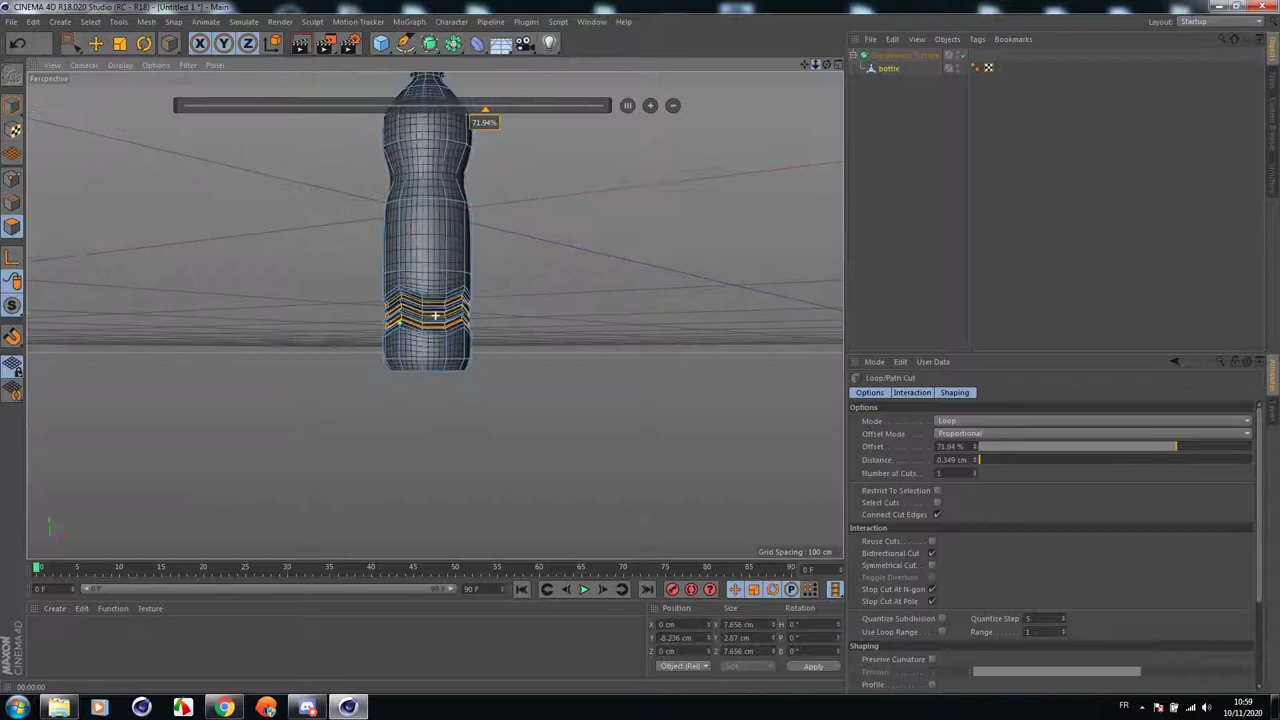 CINEMA 4D R18.020 Studio (RC - R18) - [Untitled 1 *] - Main
File Edit Create Select Tools Mesh Snap Animate Simulate Render Sculpt Motion Tracker MoGraph Character Pipeline Plugins Script Window Help
Layout: Startup
X Y Z
View Cameras Display Options Filter Panel
Perspective
71.94%
Grid Spacing : 100 cm
File Edit View Objects Tags Bookmarks
Subdivision Surface
bottle
Mode Edit User Data
Loop/Path Cut
Options Interaction Shaping
Options
Mode Loop
Offset Mode Proportional
Offset 71.94 %
Distance 0.349 cm
Number of Cuts 1
Restrict To Selection
Select Cuts
Connect Cut Edges
Interaction
Reuse Cuts
Bidirectional Cut
Symmetrical Cut
Toggle Direction
Stop Cut At N-gon
Stop Cut At Pole
Quantize Subdivision Quantize Step 5
Use Loop Range Range 1
Shaping
Preserve Curvature
Tension
Profile
0 5 10 15 20 25 30 35 40 45 50 55 60 65 70 75 80 85 90 0 F
0 F 0 F 90 F 90 F
Create Edit Function Texture
Position Size Rotation
X 0 cm X 7.656 cm H 0 °
Y -8.236 cm Y 2.87 cm P 0 °
Z 0 cm Z 7.656 cm B 0 °
Object (Rel) Size Apply
MAXON CINEMA 4D
00:00:00
FR 10:59
10/11/2020